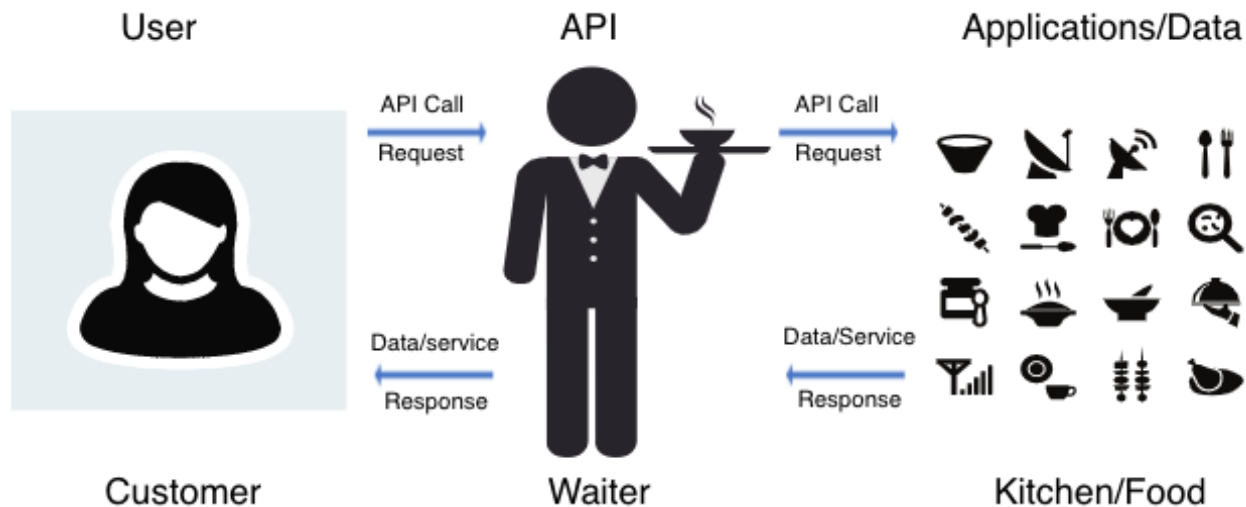 User
API
Applications/Data
API Call
Request
API Call
Request
Data/service
Response
Data/Service
Response
Customer
Waiter
Kitchen/Food